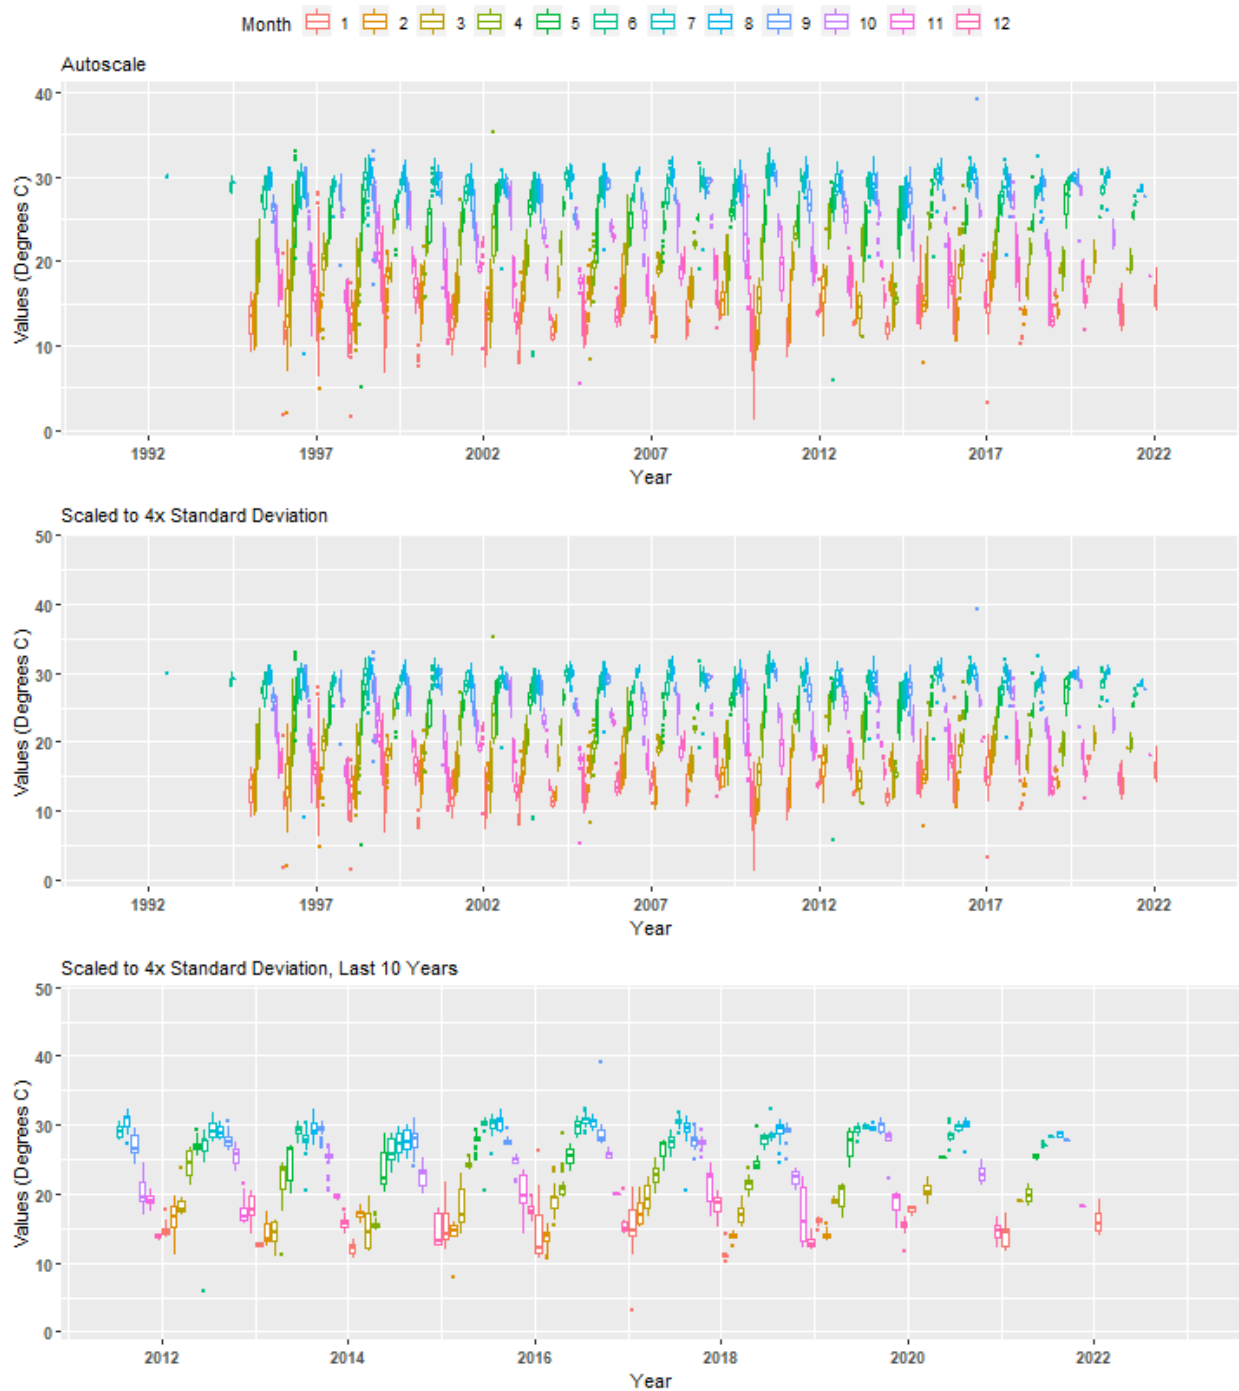 Month 1 2 3 4 5 6 7 8 9 10 11 12
Autoscale
Values (Degrees C)
40
30
20
10
0
1992 1997 2002 2007 2012 2017 2022
Year
Scaled to 4x Standard Deviation
Values (Degrees C)
50
40
30
20
10
0
1992 1997 2002 2007 2012 2017 2022
Year
Scaled to 4x Standard Deviation, Last 10 Years
Values (Degrees C)
50
40
30
20
10
0
2012 2014 2016 2018 2020 2022
Year